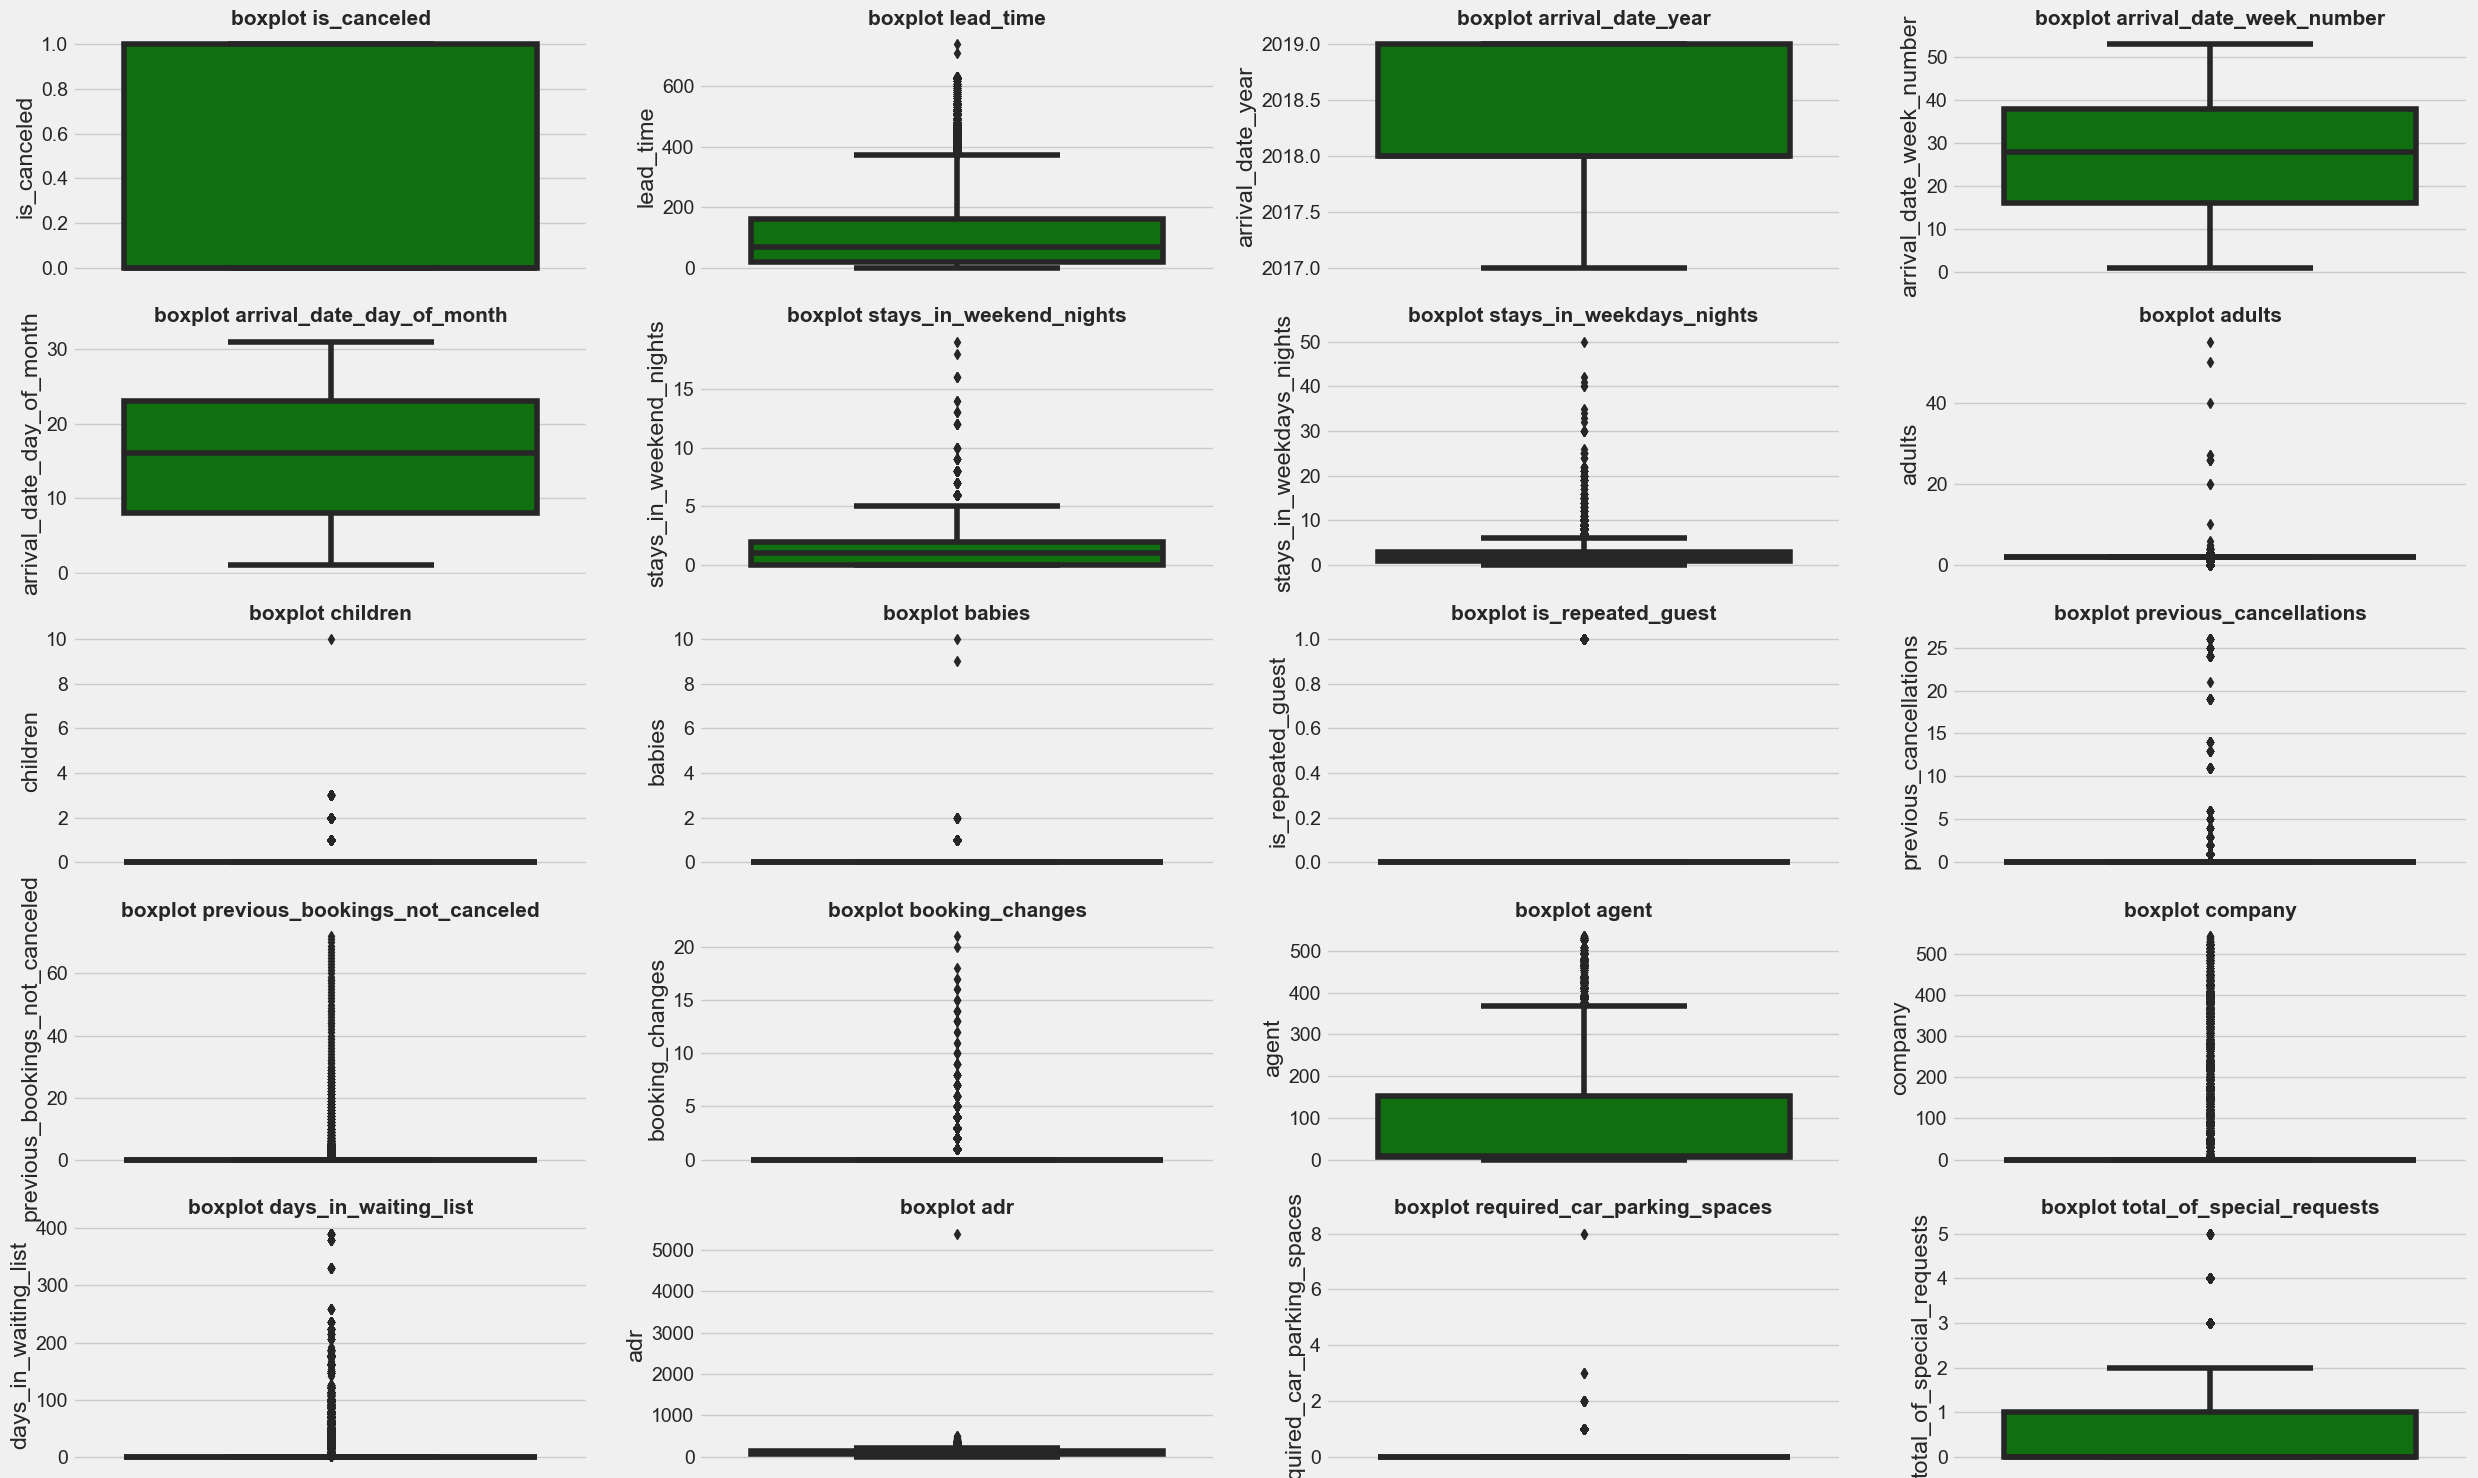 boxplot is_canceled
is_canceled
1.0
0.8
0.6
0.4
0.2
0.0
boxplot lead_time
lead_time
600
400
200
0
boxplot arrival_date_year
arrival_date_year
2019.0
2018.5
2018.0
2017.5
2017.0
boxplot arrival_date_week_number
arrival_date_week_number
50
40
30
20
10
0
boxplot arrival_date_day_of_month
arrival_date_day_of_month
30
20
10
0
boxplot stays_in_weekend_nights
stays_in_weekend_nights
15
10
5
0
boxplot stays_in_weekdays_nights
stays_in_weekdays_nights
50
40
30
20
10
0
boxplot adults
adults
40
20
0
boxplot children
children
10
8
6
4
2
0
boxplot babies
babies
10
8
6
4
2
0
boxplot is_repeated_guest
is_repeated_guest
1.0
0.8
0.6
0.4
0.2
0.0
boxplot previous_cancellations
previous_cancellations
25
20
15
10
5
0
boxplot previous_bookings_not_canceled
previous_bookings_not_canceled
60
40
20
0
boxplot booking_changes
booking_changes
20
15
10
5
0
boxplot agent
agent
500
400
300
200
100
0
boxplot company
company
500
400
300
200
100
0
boxplot days_in_waiting_list
days_in_waiting_list
400
300
200
100
0
boxplot adr
adr
5000
4000
3000
2000
1000
0
boxplot required_car_parking_spaces
quired_car_parking_spaces
8
6
4
2
0
boxplot total_of_special_requests
total_of_special_requests
5
4
3
2
1
0